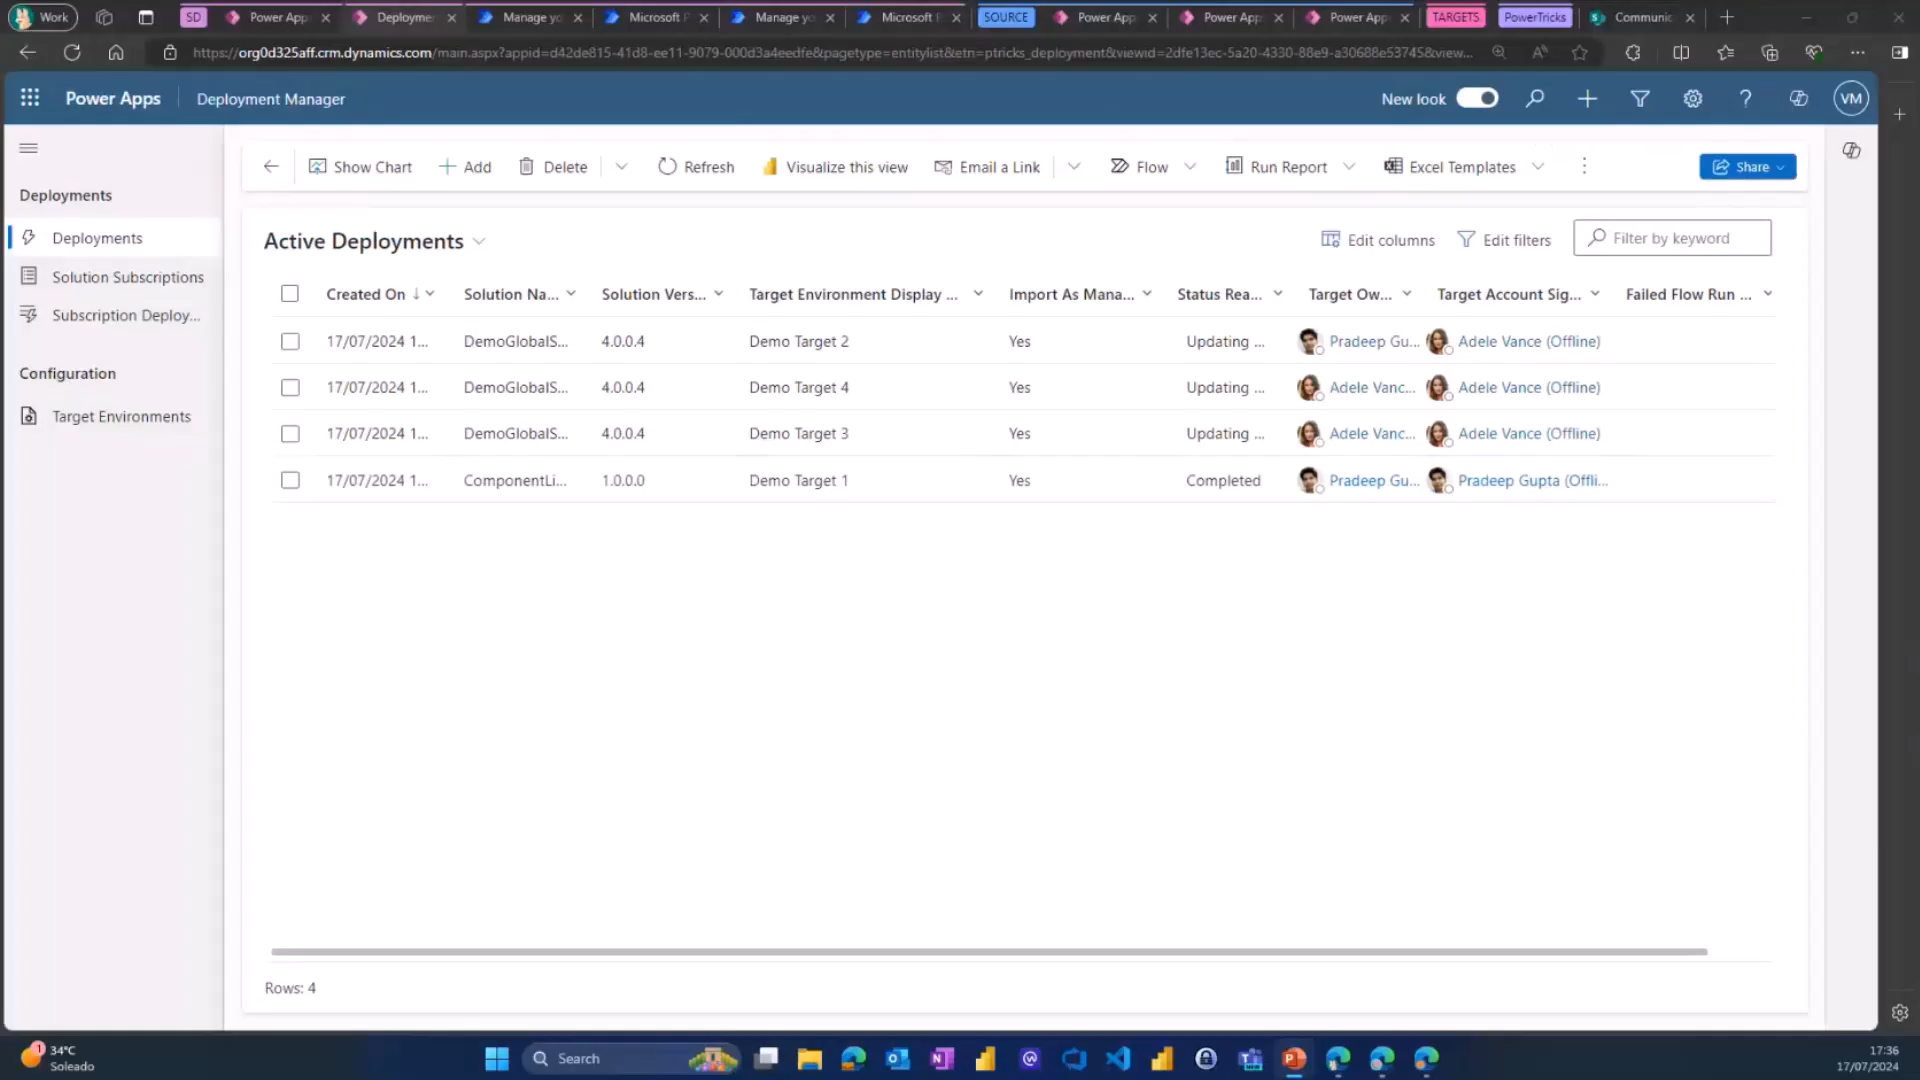 Work
SD
Power App
Deployme
Manage yo
Microsoft P
Manage yo
Microsoft P
SOURCE
Power App
Power App
Power App
TARGETS
PowerTricks
Communic
https://org0d325aff.crm.dynamics.com/main.aspx?appid=d42de815-41d8-ee11-9079-000d3a4eedfe&pagetype=entitylist&etn=ptricks_deployment&viewid=2dfe13ec-5a20-4330-88e9-a30688e53745&view...
Power Apps
Deployment Manager
New look
VM
Show Chart
Add
Delete
Refresh
Visualize this view
Email a Link
Flow
Run Report
Excel Templates
Share
Deployments
Deployments
Solution Subscriptions
Subscription Deploy...
Configuration
Target Environments
Active Deployments
Edit columns
Edit filters
Filter by keyword
Created On ↓ Solution Na... Solution Vers... Target Environment Display ... Import As Mana... Status Rea... Target Ow... Target Account Sig... Failed Flow Run ...
17/07/2024 1... DemoGlobalS... 4.0.0.4 Demo Target 2 Yes Updating ... Pradeep Gu... Adele Vance (Offline)
17/07/2024 1... DemoGlobalS... 4.0.0.4 Demo Target 4 Yes Updating ... Adele Vanc... Adele Vance (Offline)
17/07/2024 1... DemoGlobalS... 4.0.0.4 Demo Target 3 Yes Updating ... Adele Vanc... Adele Vance (Offline)
17/07/2024 1... ComponentLi... 1.0.0.0 Demo Target 1 Yes Completed Pradeep Gu... Pradeep Gupta (Offli...
Rows: 4
1
34°C
Soleado
Search
17:36
17/07/2024